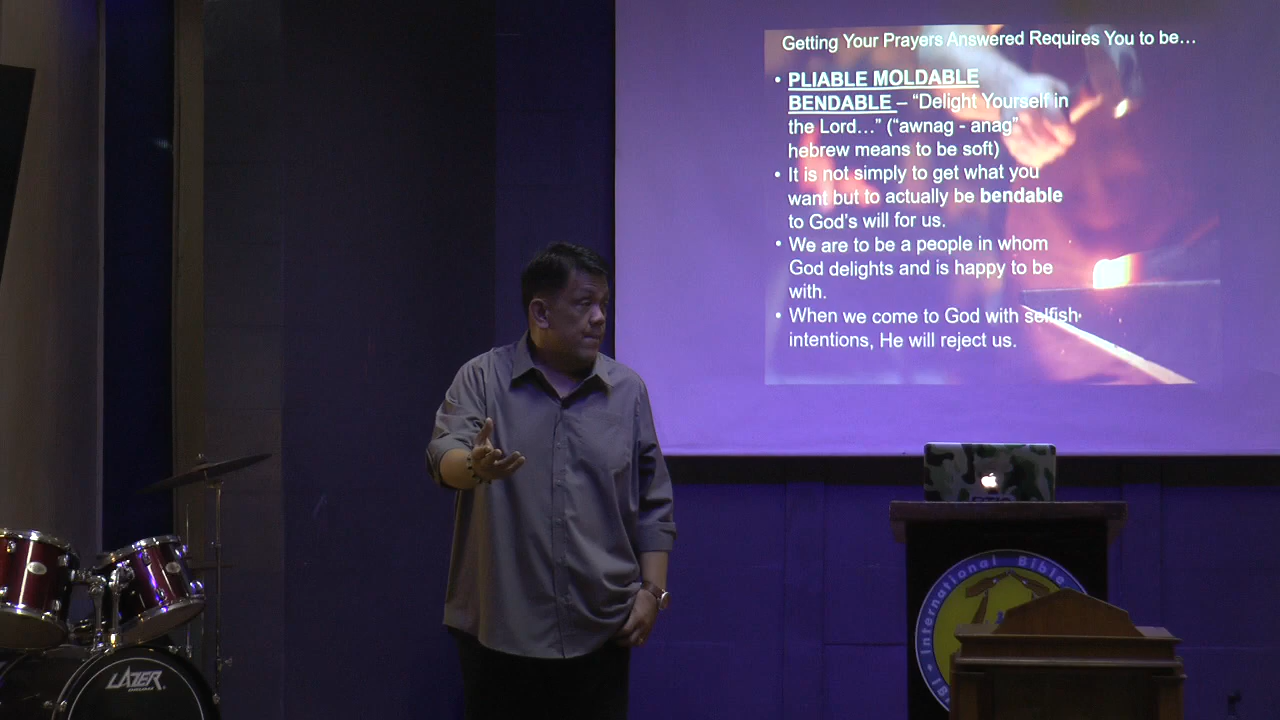 Getting Your Prayers Answered Requires You to be...
• PLIABLE MOLDABLE
BENDABLE – “Delight Yourself in
the Lord…” (“awnag - anag”
hebrew means to be soft)
• It is not simply to get what you
want but to actually be bendable
to God’s will for us.
• We are to be a people in whom
God delights and is happy to be
with.
• When we come to God with selfish
intentions, He will reject us.
International Bible
LAZER